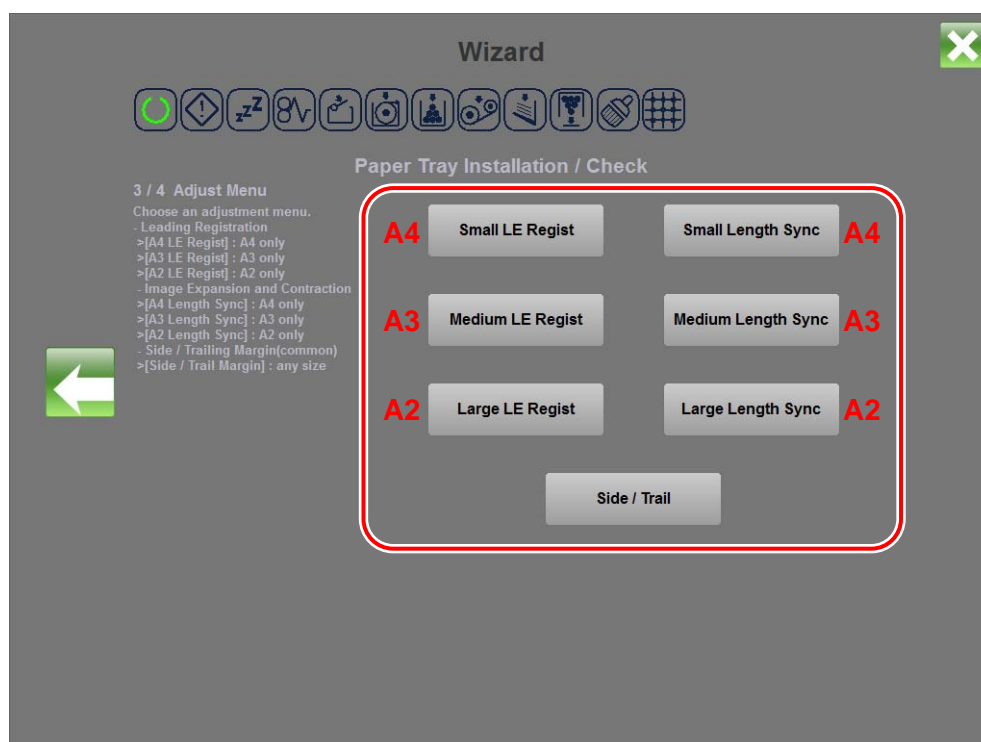 Wizard
zzZ
Paper Tray Installation / Check
3 / 4 Adjust Menu
Choose an adjustment menu.
- Leading Registration
>[A4 LE Regist] : A4 only
>[A3 LE Regist] : A3 only
>[A2 LE Regist] : A2 only
- Image Expansion and Contraction
>[A4 Length Sync] : A4 only
>[A3 Length Sync] : A3 only
>[A2 Length Sync] : A2 only
- Side / Trailing Margin(common)
>[Side / Trail Margin] : any size
A4 Small LE Regist Small Length Sync A4
A3 Medium LE Regist Medium Length Sync A3
A2 Large LE Regist Large Length Sync A2
Side / Trail